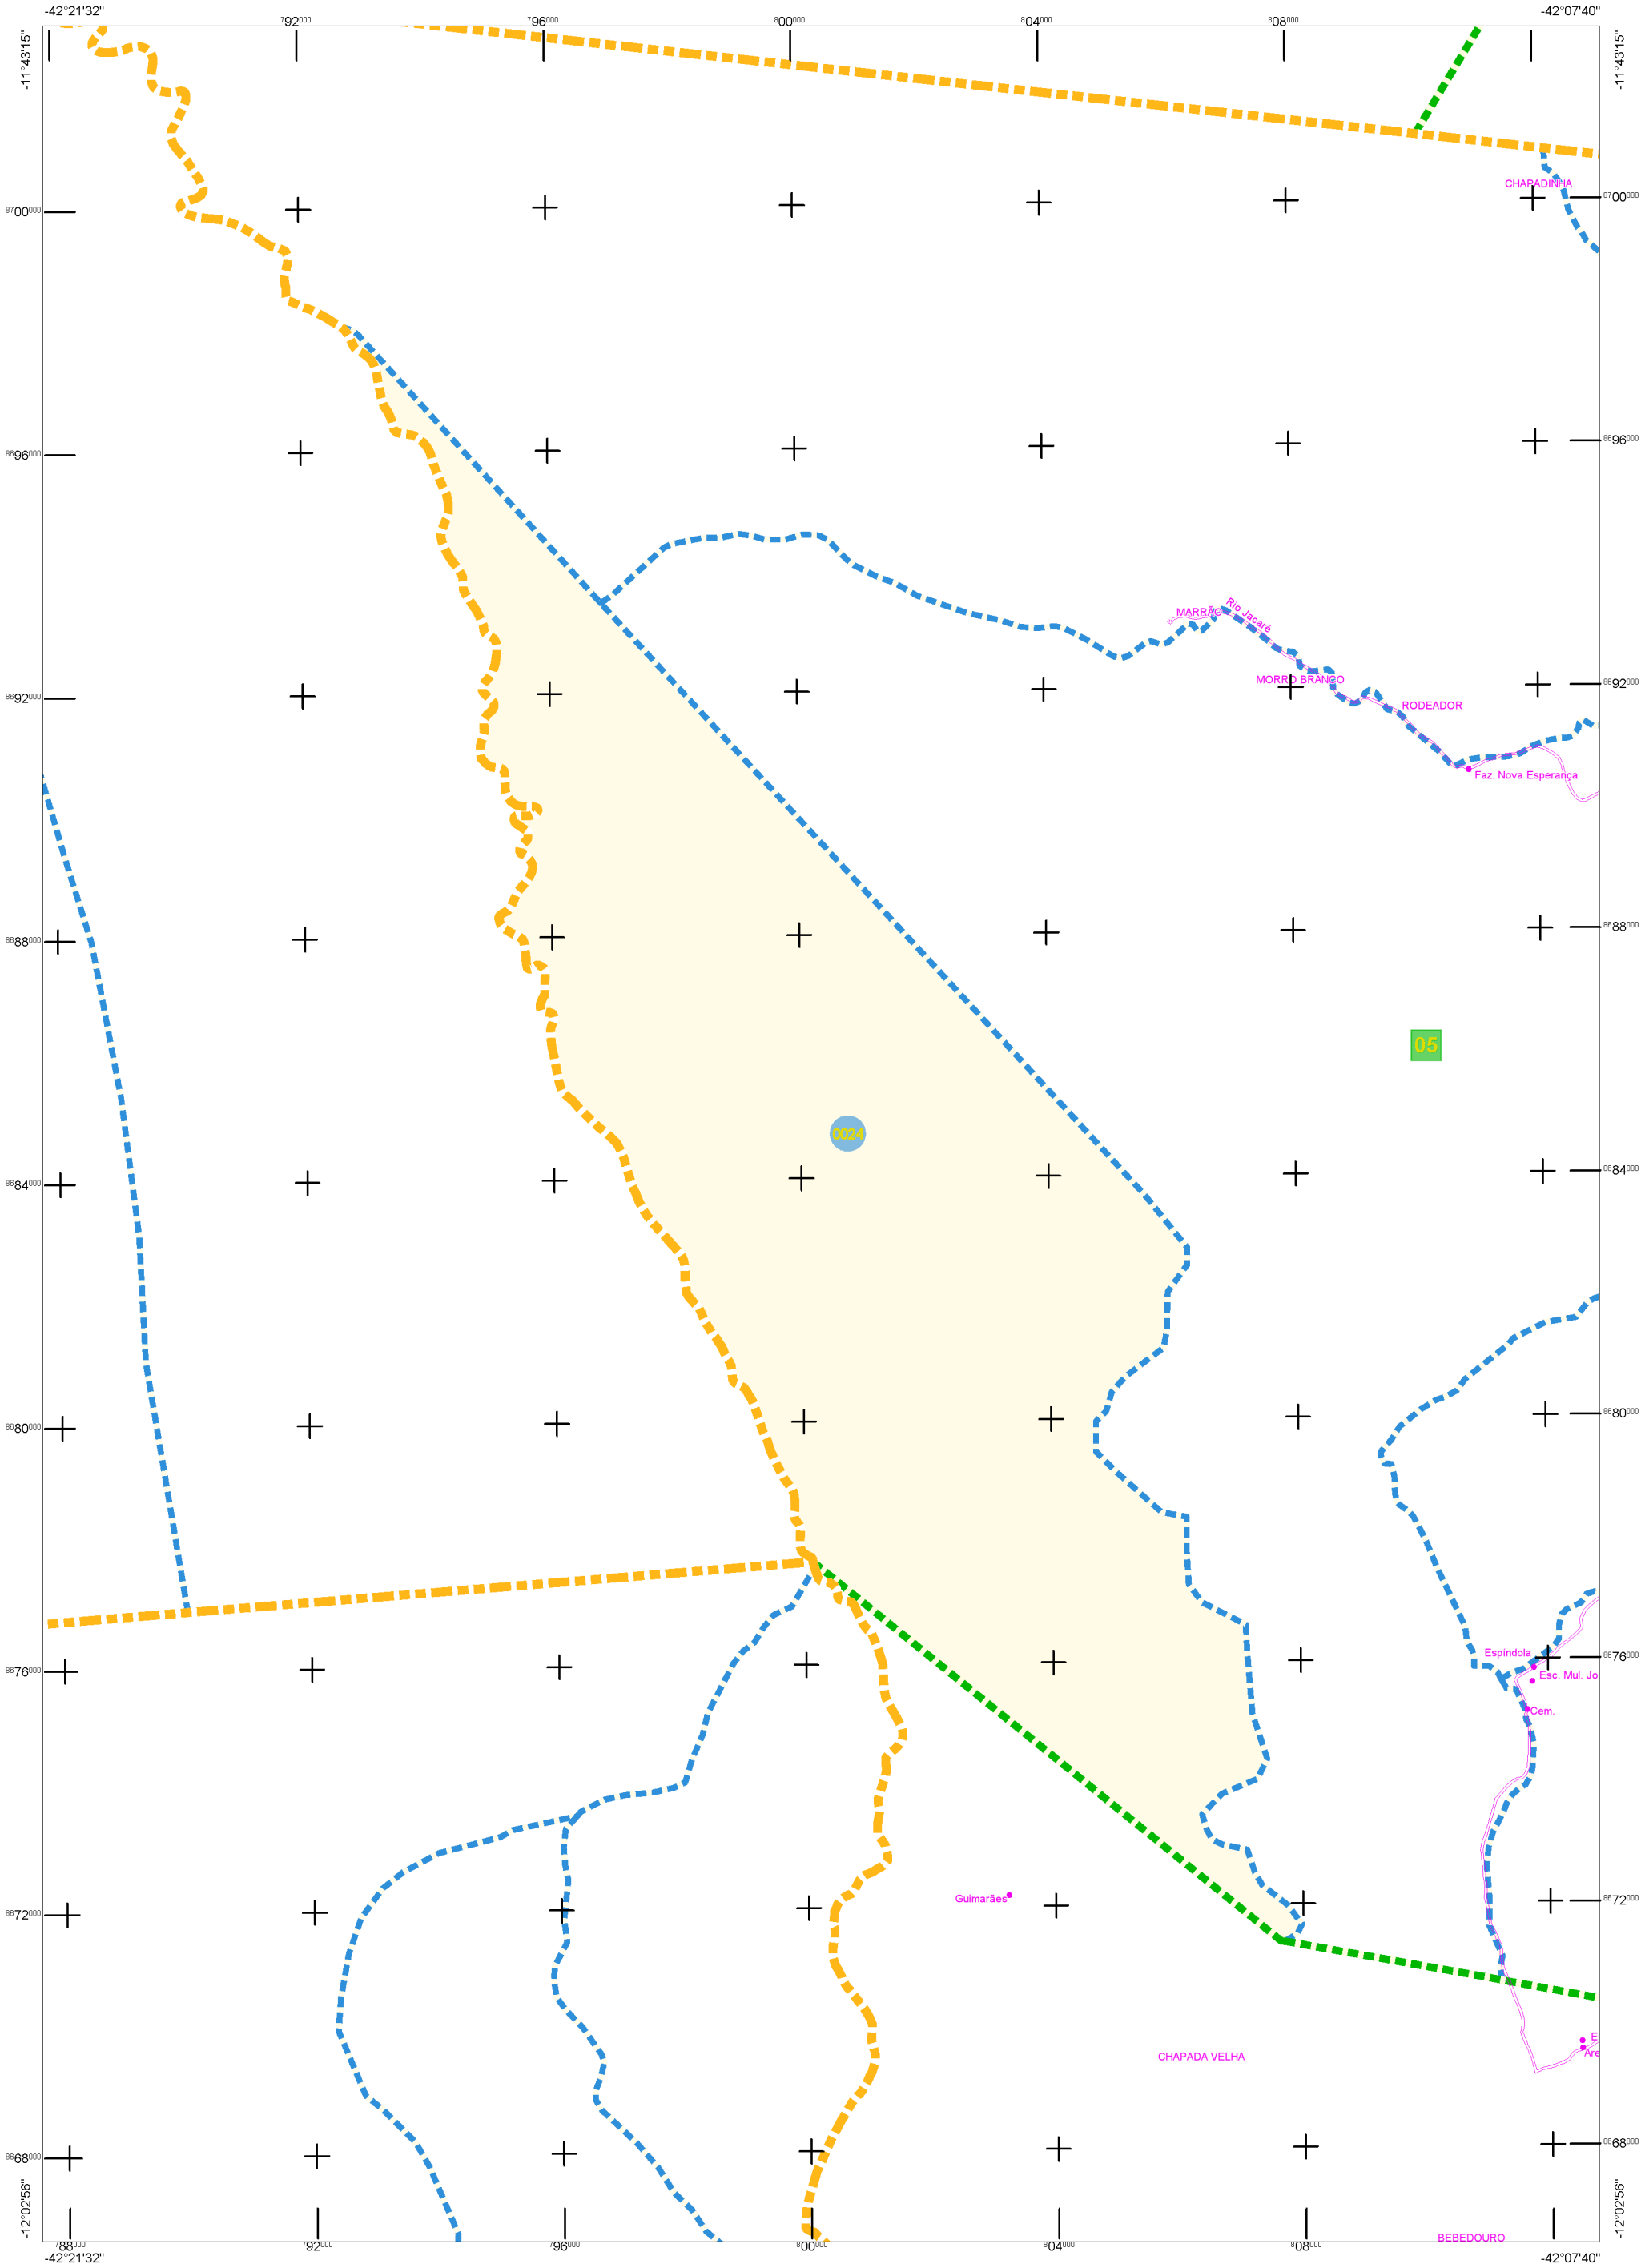 -42°21'32" -42°07'40"
792000 796000 800000 804000 808000
-11°43'15" -11°43'15"
CHAPADINHA
8700000 8700000
8696000 8696000
MARRÃO Rio Jacaré
MORRO BRANCO
8692000 8692000
RODEADOR
Faz. Nova Esperança
8688000 8688000
05
0024
8684000 8684000
8680000 8680000
Espindola
8676000 8676000
Esc. Mul. Jo
Cem.
Guimarães
8672000 8672000
E
Are
CHAPADA VELHA
8668000 8668000
-12°02'56" -12°02'56"
BEBEDOURO
788000 792000 796000 800000 804000 808000
-42°21'32" -42°07'40"